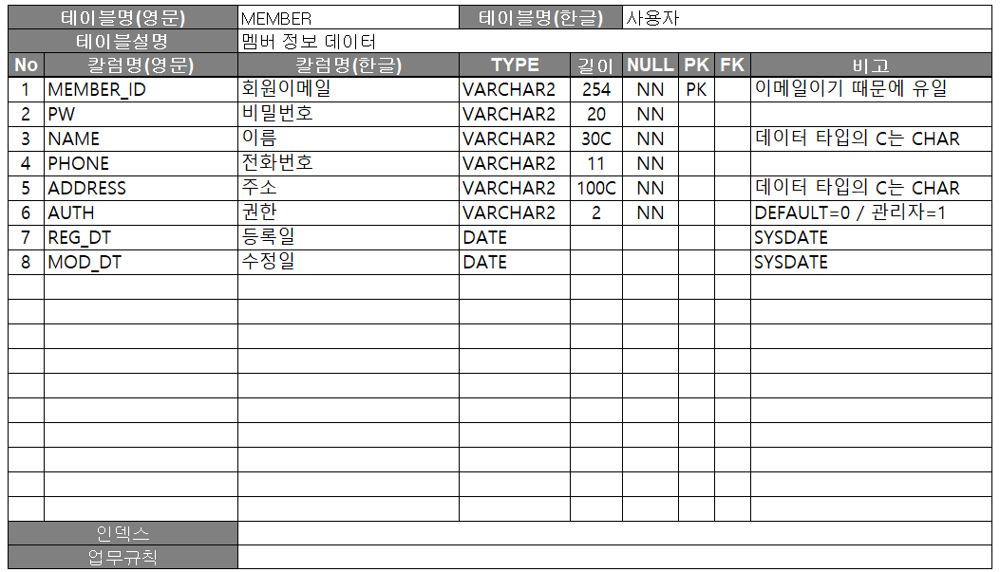 테이블명(영문) MEMBER 테이블명(한글) 사용자
테이블설명 멤버 정보 데이터
No 칼럼명(영문) 칼럼명(한글) TYPE 길이 NULL PK FK 비고
1 MEMBER_ID 회원이메일 VARCHAR2 254 NN PK 이메일이기 때문에 유일
2 PW 비밀번호 VARCHAR2 20 NN
3 NAME 이름 VARCHAR2 30C NN 데이터 타입의 C는 CHAR
4 PHONE 전화번호 VARCHAR2 11 NN
5 ADDRESS 주소 VARCHAR2 100C NN 데이터 타입의 C는 CHAR
6 AUTH 권한 VARCHAR2 2 NN DEFAULT=0 / 관리자=1
7 REG_DT 등록일 DATE SYSDATE
8 MOD_DT 수정일 DATE SYSDATE
인덱스
업무규칙